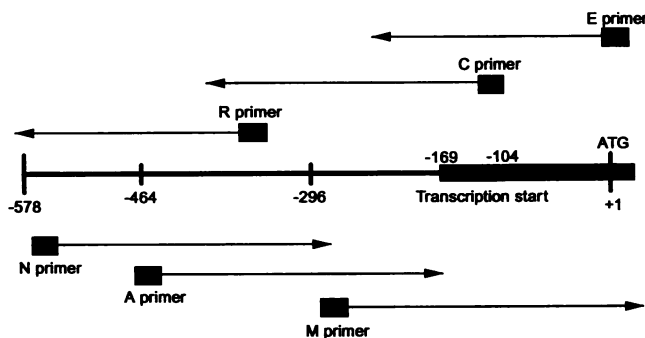 E primer
C primer
R primer
ATG
-169 -104
-578 -464 -296 Transcription start +1
N primer
A primer
M primer